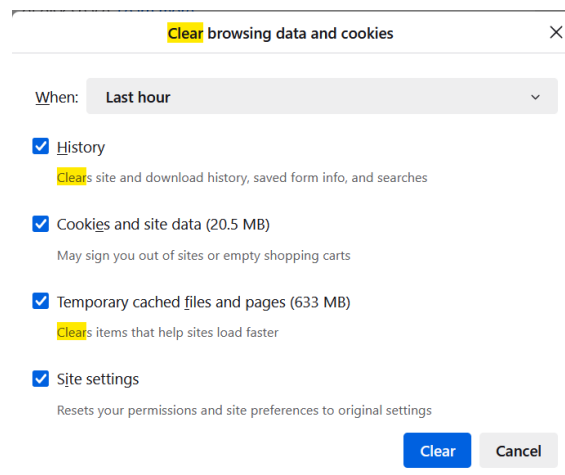 Clear browsing data and cookies
When: Last hour
History
Clears site and download history, saved form info, and searches
Cookies and site data (20.5 MB)
May sign you out of sites or empty shopping carts
Temporary cached files and pages (633 MB)
Clears items that help sites load faster
Site settings
Resets your permissions and site preferences to original settings
Clear Cancel